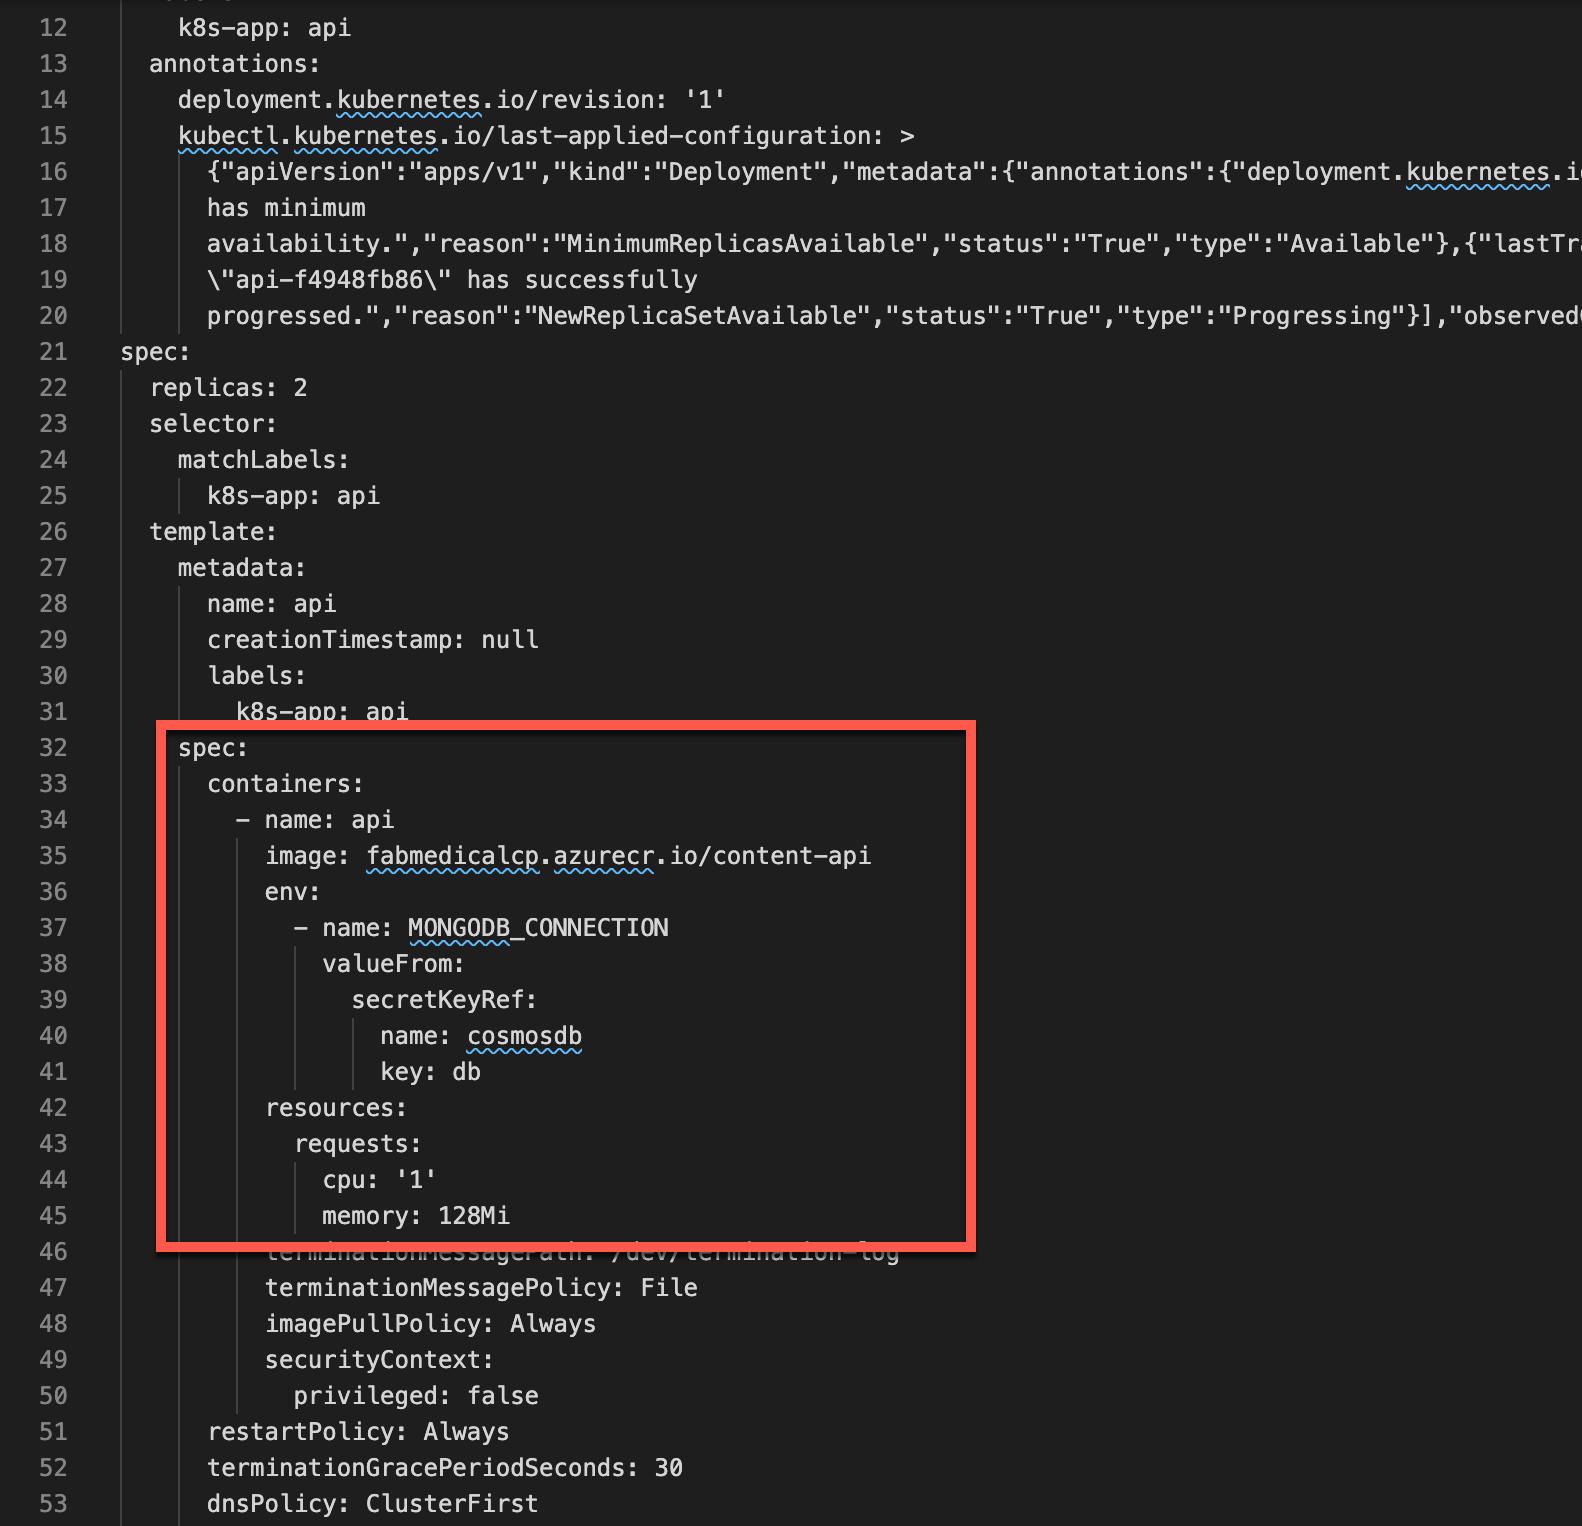 12 k8s-app: api
13 annotations:
14 deployment.kubernetes.io/revision: '1'
15 kubectl.kubernetes.io/last-applied-configuration: >
16 {"apiVersion":"apps/v1","kind":"Deployment","metadata":{"annotations":{"deployment.kubernetes.i
17 has minimum
18 availability.","reason":"MinimumReplicasAvailable","status":"True","type":"Available"},{"lastTr
19 \"api-f4948fb86\" has successfully
20 progressed.","reason":"NewReplicaSetAvailable","status":"True","type":"Progressing"}],"observed
21 spec:
22 replicas: 2
23 selector:
24 matchLabels:
25 k8s-app: api
26 template:
27 metadata:
28 name: api
29 creationTimestamp: null
30 labels:
31 k8s-app: api
32 spec:
33 containers:
34 - name: api
35 image: fabmedicalcp.azurecr.io/content-api
36 env:
37 - name: MONGODB_CONNECTION
38 valueFrom:
39 secretKeyRef:
40 name: cosmosdb
41 key: db
42 resources:
43 requests:
44 cpu: '1'
45 memory: 128Mi
46 terminationMessagePath: /dev/termination-log
47 terminationMessagePolicy: File
48 imagePullPolicy: Always
49 securityContext:
50 privileged: false
51 restartPolicy: Always
52 terminationGracePeriodSeconds: 30
53 dnsPolicy: ClusterFirst